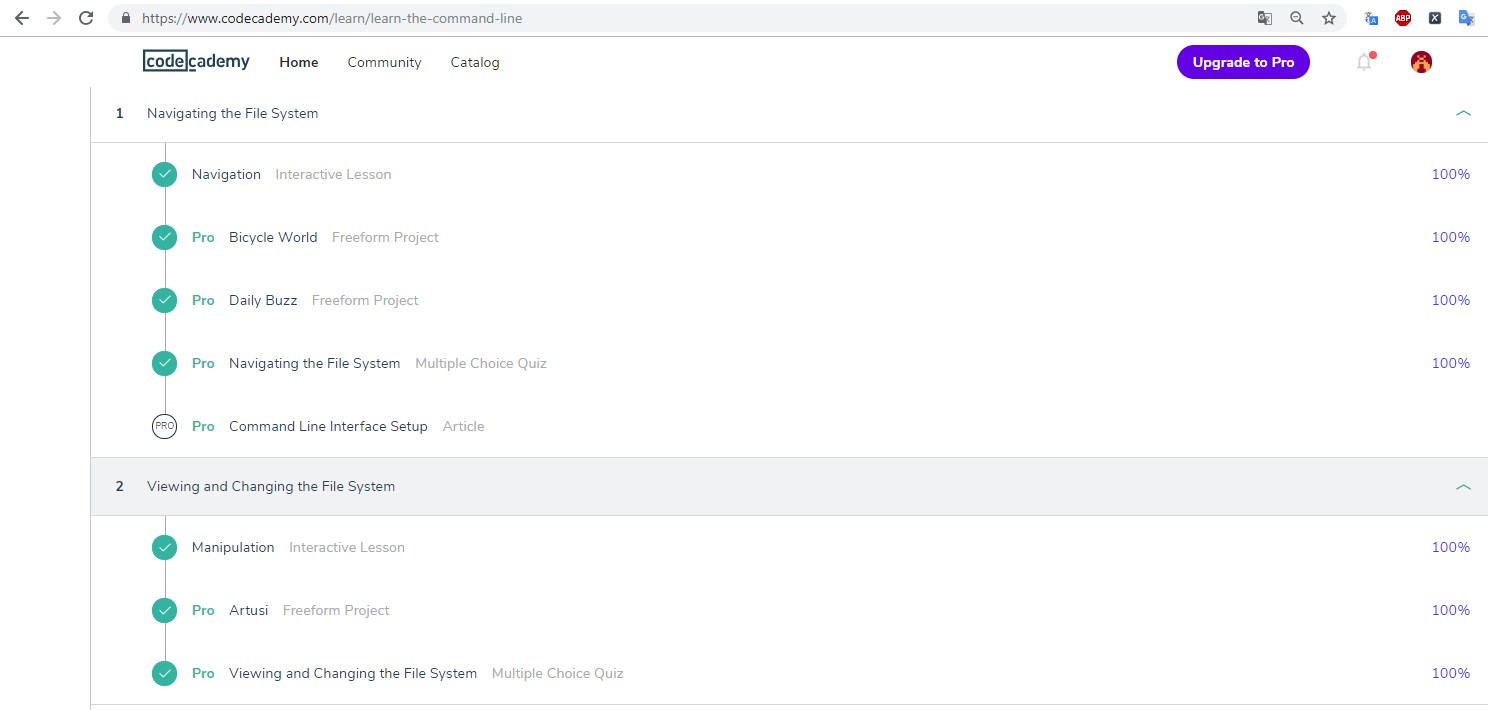 https://www.codecademy.com/learn/learn-the-command-line
ABP
codecademy Home Community Catalog Upgrade to Pro
1 Navigating the File System
Navigation Interactive Lesson 100%
Pro Bicycle World Freeform Project 100%
Pro Daily Buzz Freeform Project 100%
Pro Navigating the File System Multiple Choice Quiz 100%
PRO Pro Command Line Interface Setup Article
2 Viewing and Changing the File System
Manipulation Interactive Lesson 100%
Pro Artusi Freeform Project 100%
Pro Viewing and Changing the File System Multiple Choice Quiz 100%